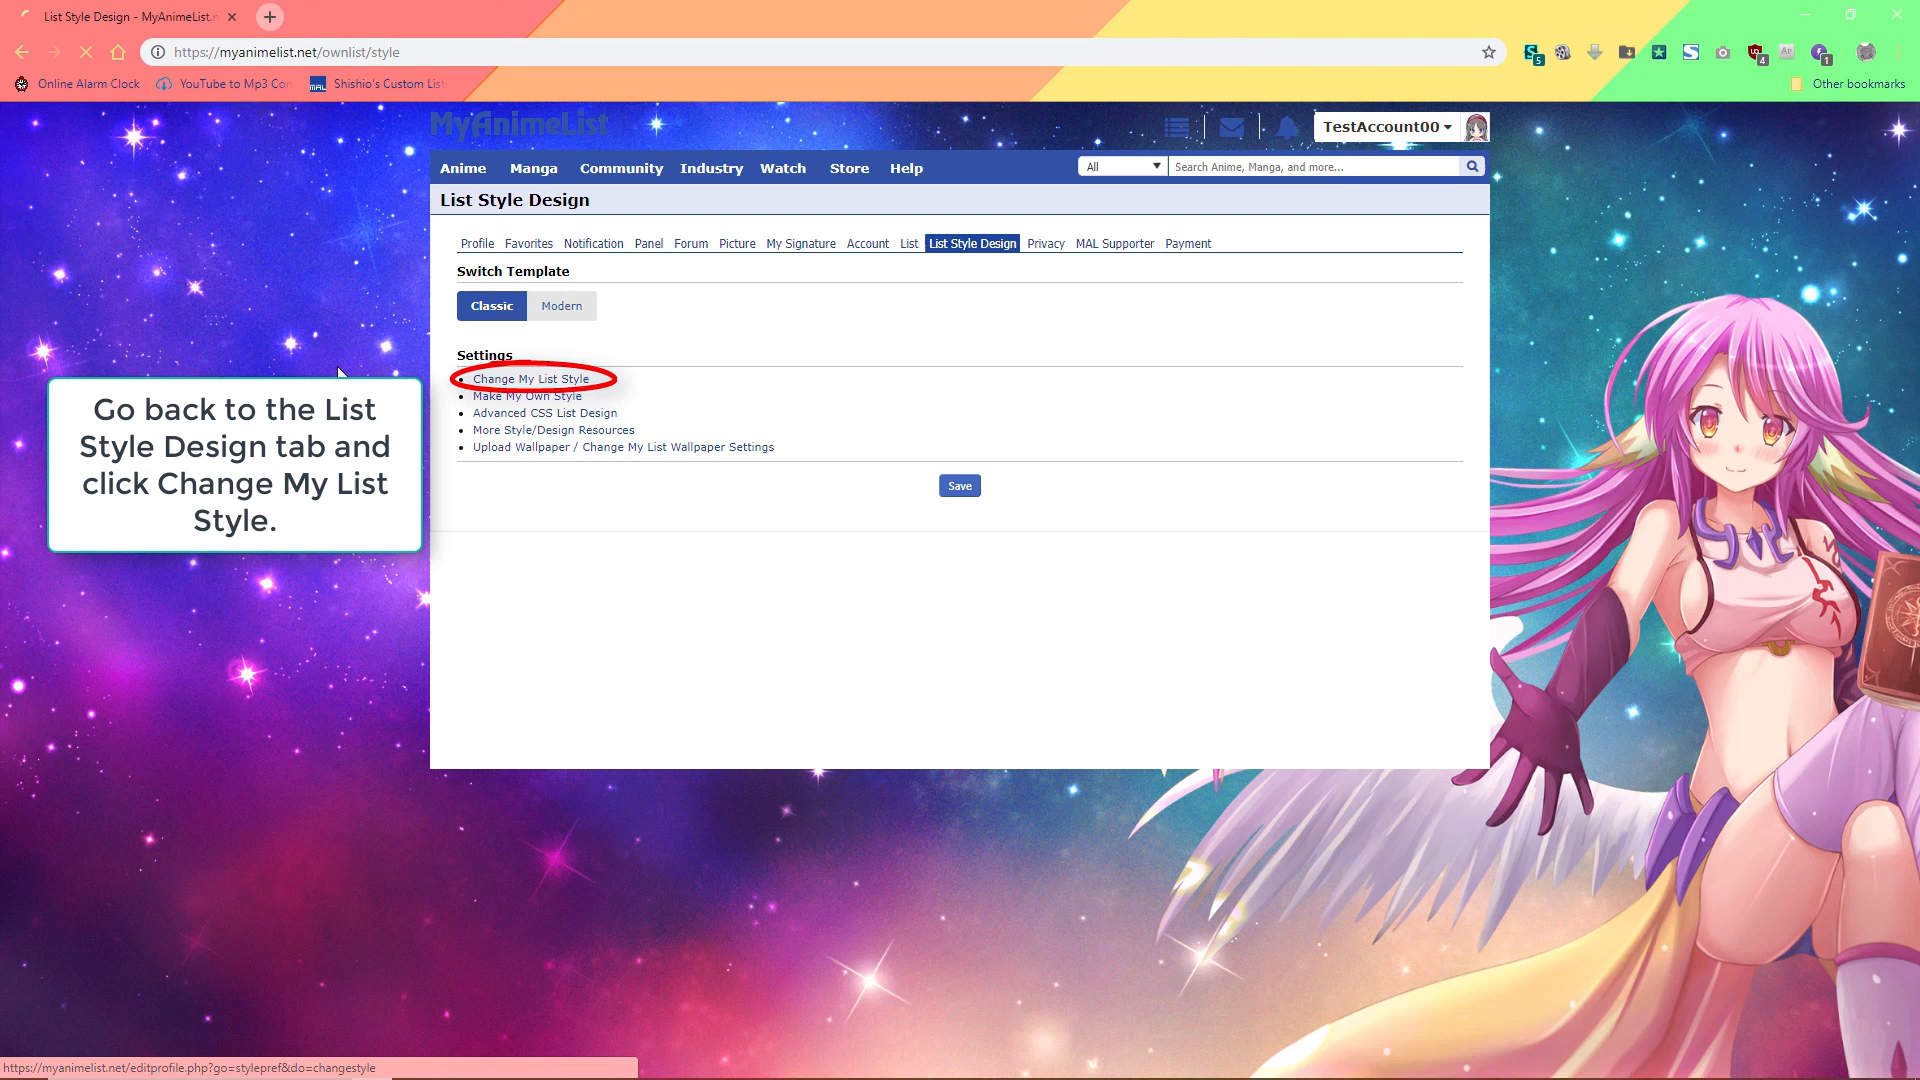 List Style Design - MyAnimeList.n
https://myanimelist.net/ownlist/style
5
4
1
Online Alarm Clock
YouTube to Mp3 Con
Shishio's Custom List
Other bookmarks
MyAnimeList
TestAccount00
Anime Manga Community Industry Watch Store Help
All
Search Anime, Manga, and more...
List Style Design
Profile Favorites Notification Panel Forum Picture My Signature Account List List Style Design Privacy MAL Supporter Payment
Switch Template
Classic Modern
Settings
Change My List Style
Make My Own Style
Advanced CSS List Design
More Style/Design Resources
Upload Wallpaper / Change My List Wallpaper Settings
Save
Go back to the List
Style Design tab and
click Change My List
Style.
https://myanimelist.net/editprofile.php?go=stylepref&do=changestyle